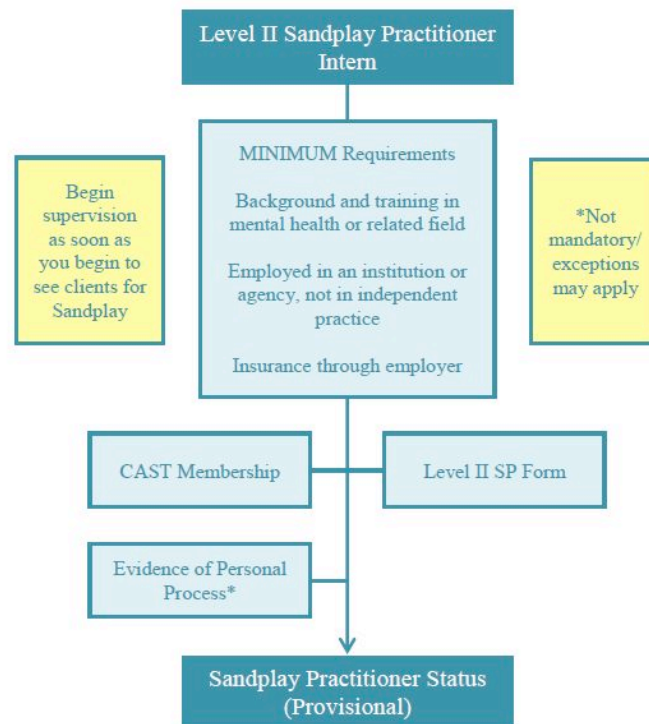 Level II Sandplay Practitioner
Intern
MINIMUM Requirements
Background and training in
mental health or related field
Employed in an institution or
agency, not in independent
practice
Insurance through employer
Begin
supervision
as soon as
you begin to
see clients for
Sandplay
*Not
mandatory/
exceptions
may apply
CAST Membership
Level II SP Form
Evidence of Personal
Process*
Sandplay Practitioner Status
(Provisional)